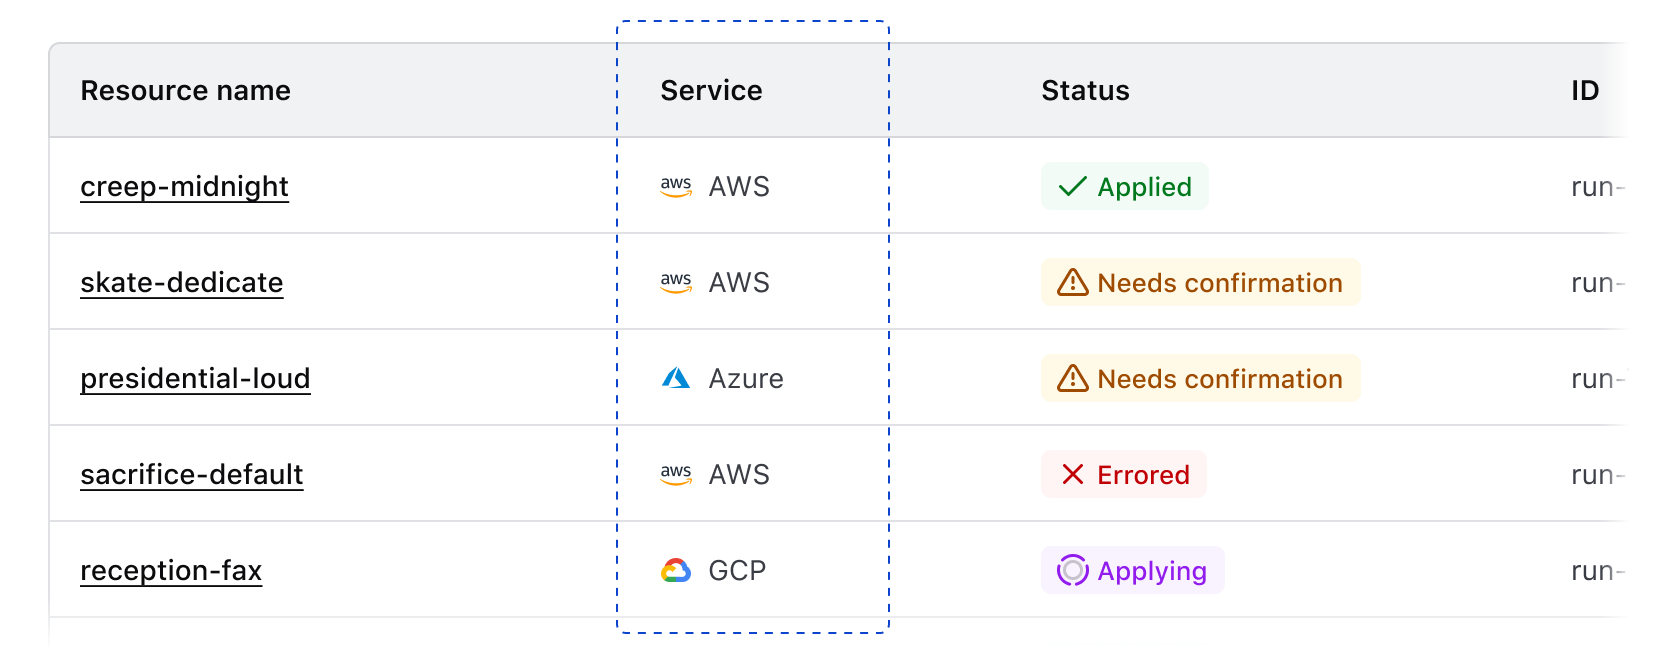 Resource name Service Status ID
creep-midnight aws AWS Applied run-
skate-dedicate aws AWS Needs confirmation run-
presidential-loud Azure Needs confirmation run-
sacrifice-default aws AWS Errored run-
reception-fax GCP Applying run-